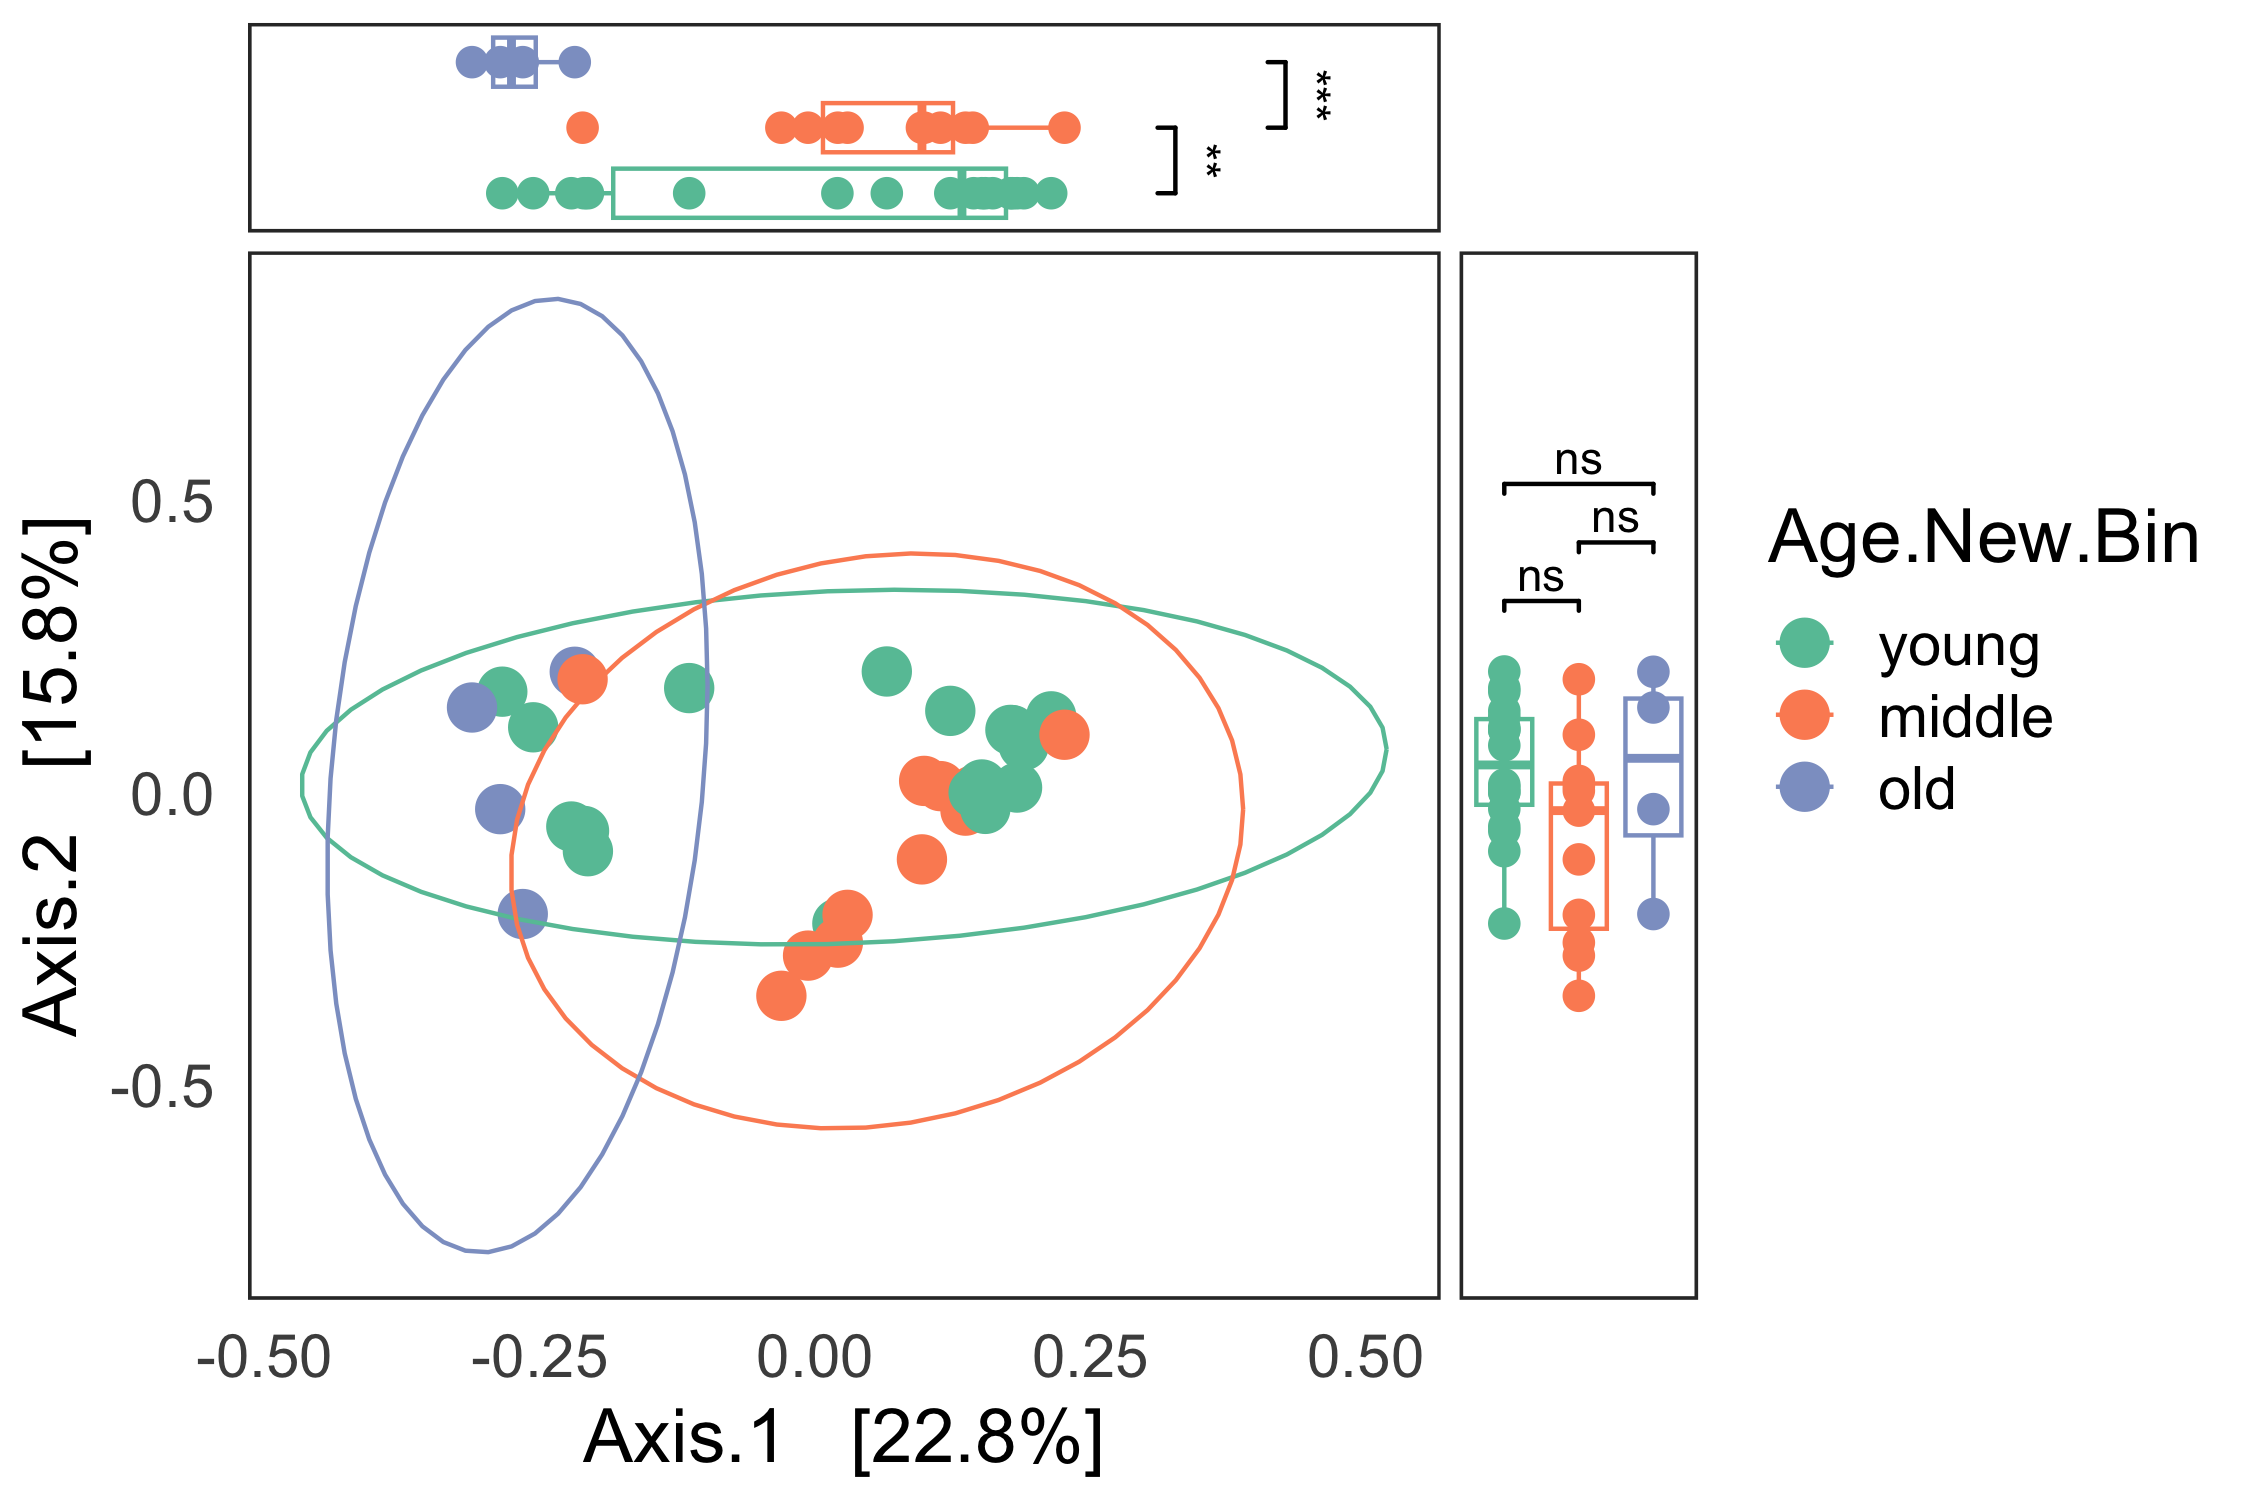 ***
**
ns
ns
ns
0.5
0.0
-0.5
Axis.2 [15.8%]
-0.50 -0.25 0.00 0.25 0.50
Axis.1 [22.8%]
Age.New.Bin
young
middle
old